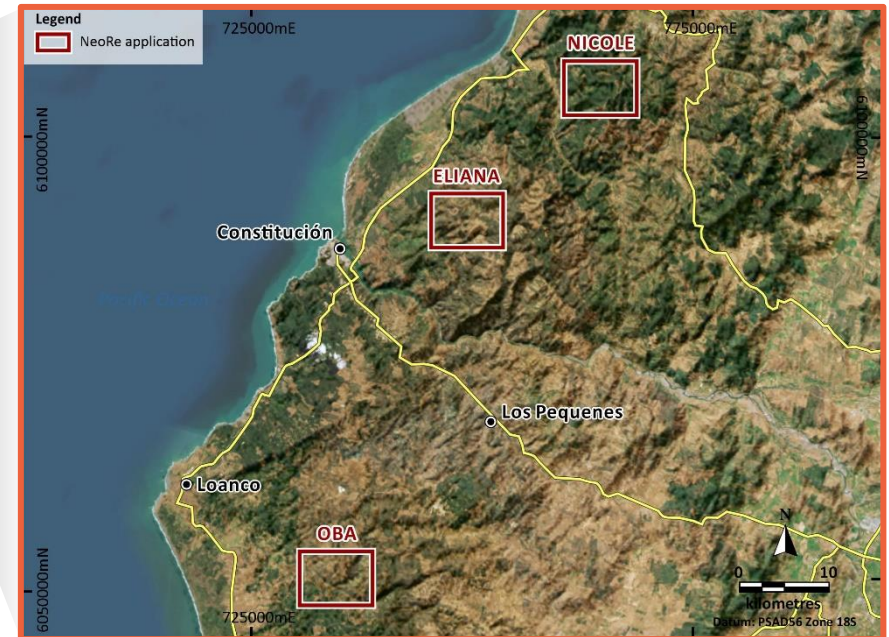 Legend
NeoRe application
725000mE
775000mE
NICOLE
6100000mN
6100000mN
ELIANA
Constitución
Los Pequenes
Loanco
OBA
N
0 10
kilometres
6050000mN
725000mE
Datum: PSAD56 Zone 18S